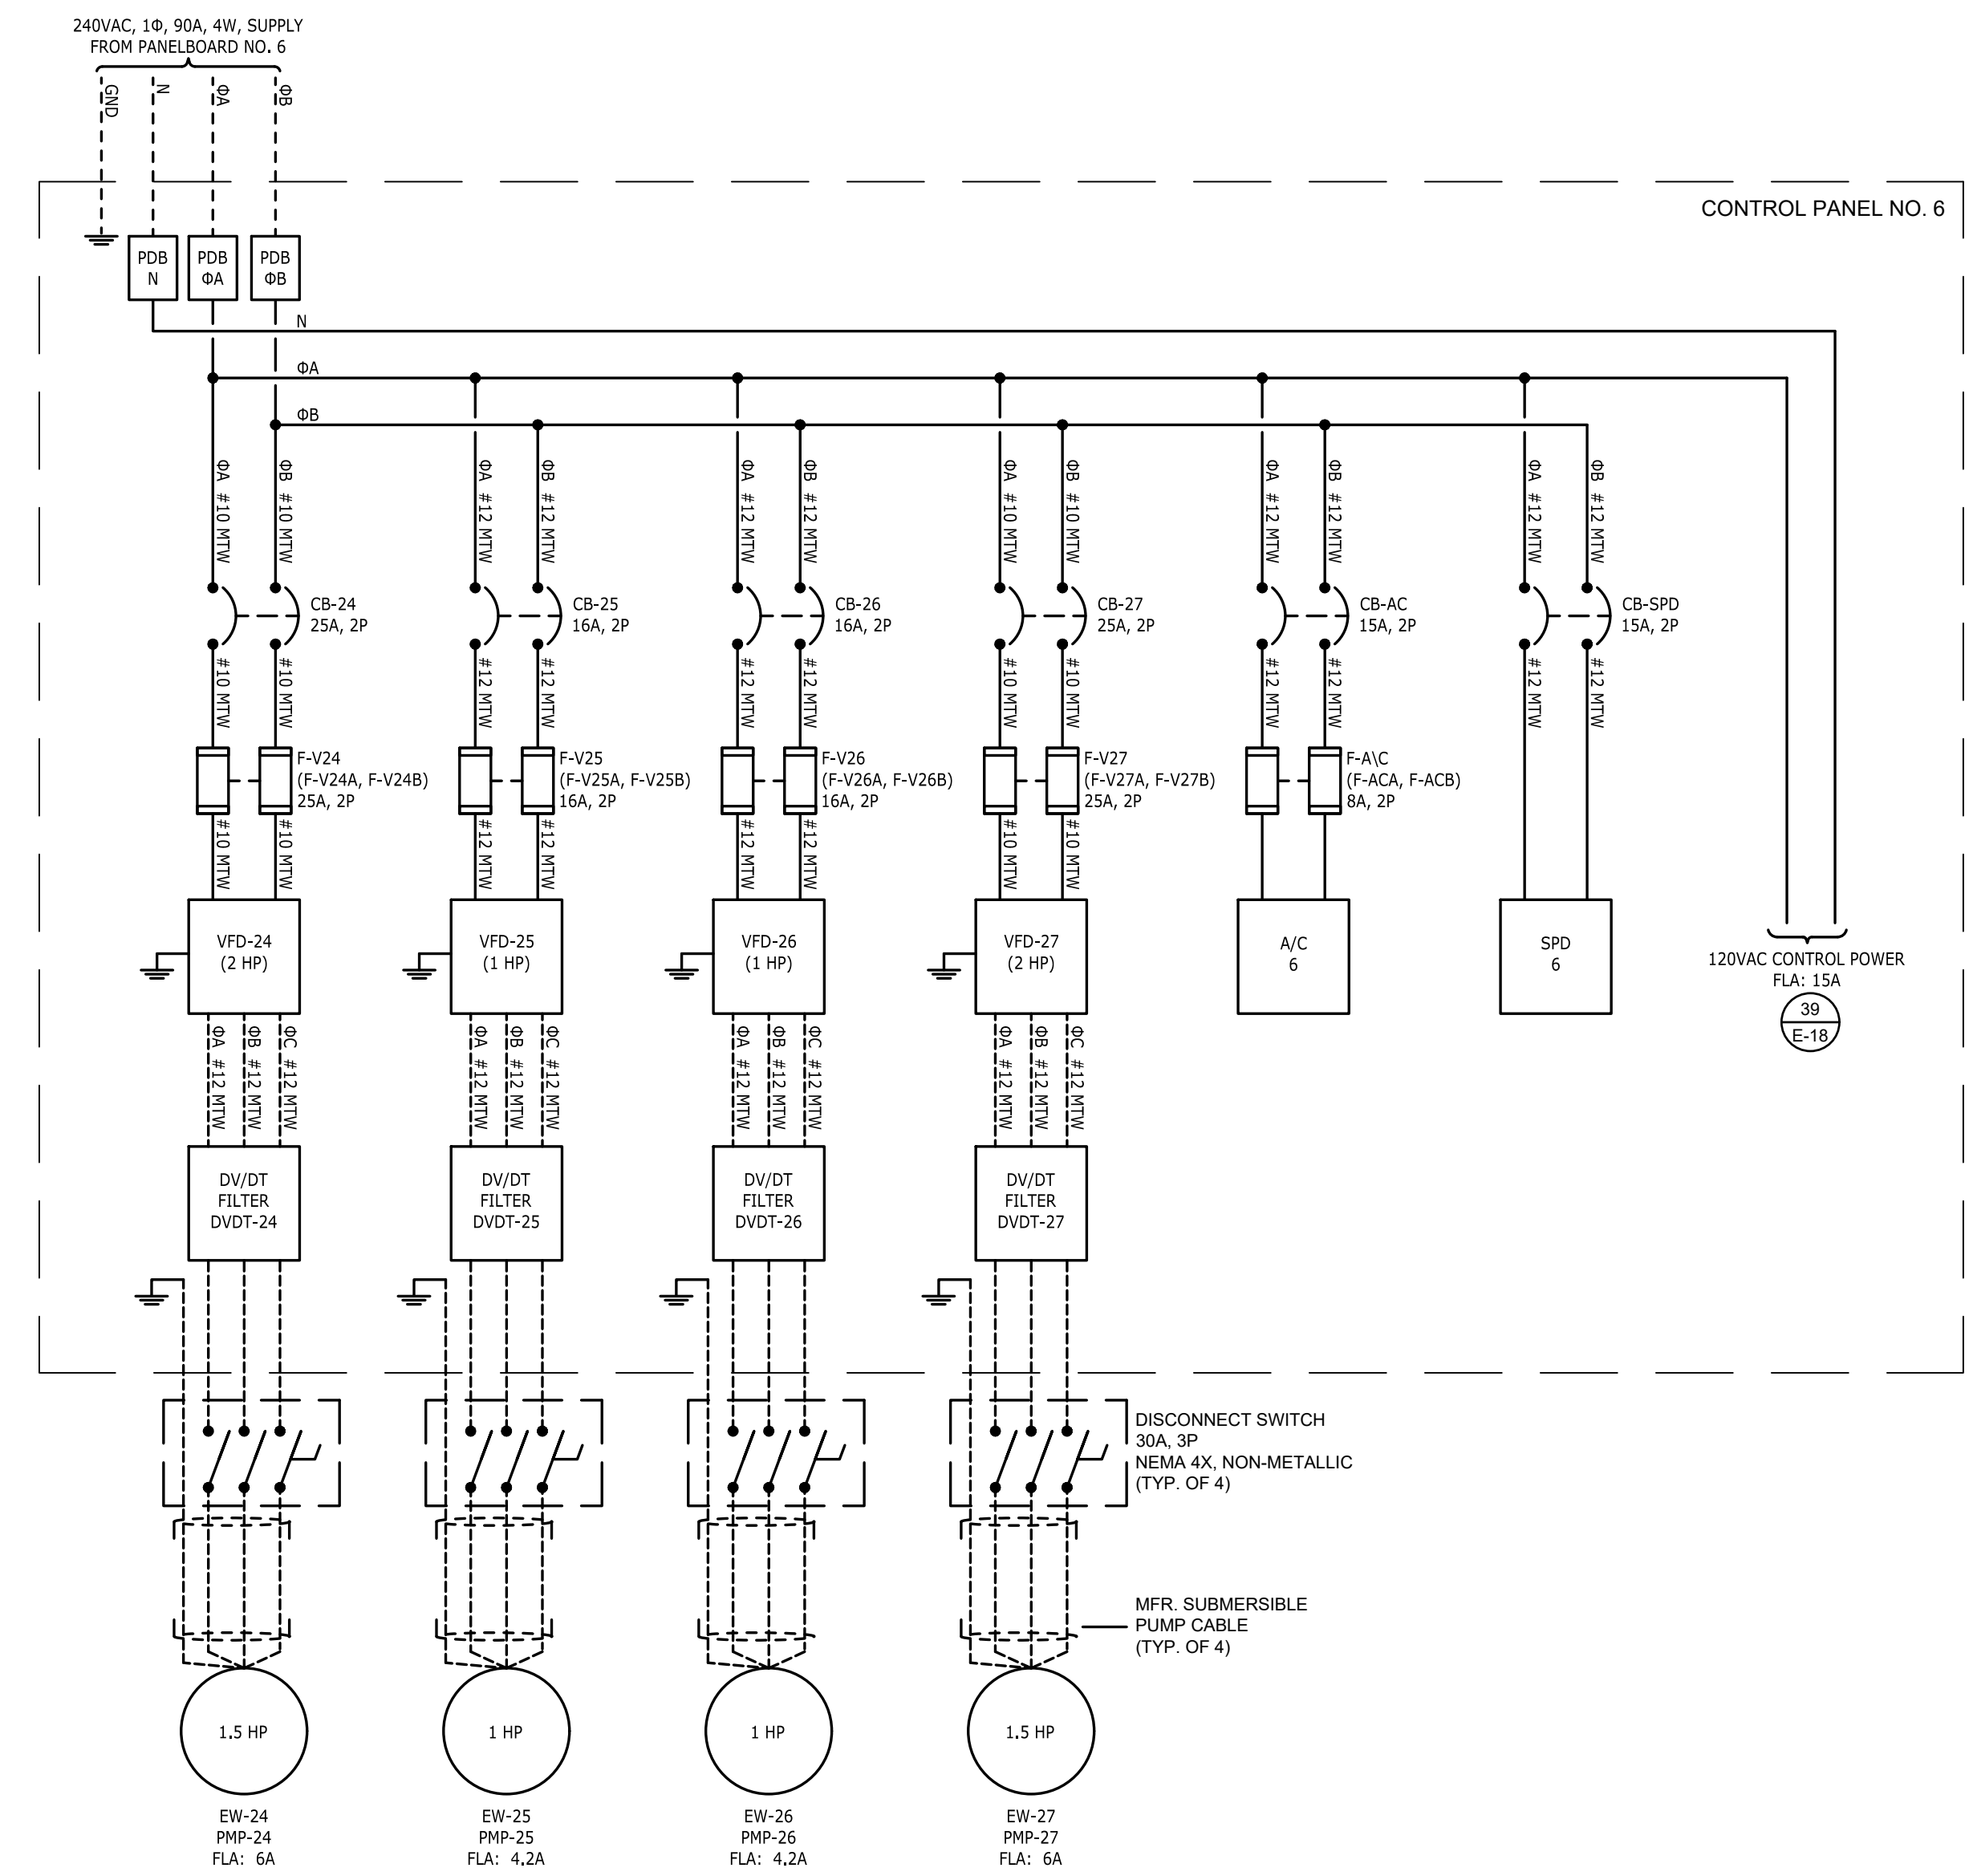 240VAC, 1Φ, 90A, 4W, SUPPLY
FROM PANELBOARD NO. 6
GND
N
ΦA
ΦB
CONTROL PANEL NO. 6
PDB
N
PDB
ΦA
PDB
ΦB
N
ΦA
ΦB
ΦA #10 MTW
ΦB #10 MTW
ΦA #12 MTW
ΦB #12 MTW
ΦA #12 MTW
ΦB #12 MTW
ΦA #10 MTW
ΦB #10 MTW
ΦA #12 MTW
ΦB #12 MTW
ΦA #12 MTW
ΦB #12 MTW
CB-24
25A, 2P
CB-25
16A, 2P
CB-26
16A, 2P
CB-27
25A, 2P
CB-AC
15A, 2P
CB-SPD
15A, 2P
#10 MTW
#10 MTW
#12 MTW
#12 MTW
#12 MTW
#12 MTW
#10 MTW
#10 MTW
#12 MTW
#12 MTW
#12 MTW
#12 MTW
F-V24
(F-V24A, F-V24B)
25A, 2P
F-V25
(F-V25A, F-V25B)
16A, 2P
F-V26
(F-V26A, F-V26B)
16A, 2P
F-V27
(F-V27A, F-V27B)
25A, 2P
F-A\C
(F-ACA, F-ACB)
8A, 2P
#10 MTW
#10 MTW
#12 MTW
#12 MTW
#12 MTW
#12 MTW
#10 MTW
#10 MTW
VFD-24
(2 HP)
VFD-25
(1 HP)
VFD-26
(1 HP)
VFD-27
(2 HP)
A/C
6
SPD
6
120VAC CONTROL POWER
FLA: 15A
39
E-18
ΦA #12 MTW
ΦB #12 MTW
ΦC #12 MTW
ΦA #12 MTW
ΦB #12 MTW
ΦC #12 MTW
ΦA #12 MTW
ΦB #12 MTW
ΦC #12 MTW
ΦA #12 MTW
ΦB #12 MTW
ΦC #12 MTW
DV/DT
FILTER
DVDT-24
DV/DT
FILTER
DVDT-25
DV/DT
FILTER
DVDT-26
DV/DT
FILTER
DVDT-27
DISCONNECT SWITCH
30A, 3P
NEMA 4X, NON-METALLIC
(TYP. OF 4)
MFR. SUBMERSIBLE
PUMP CABLE
(TYP. OF 4)
1.5 HP
1 HP
1 HP
1.5 HP
EW-24
PMP-24
FLA: 6A
EW-25
PMP-25
FLA: 4.2A
EW-26
PMP-26
FLA: 4.2A
EW-27
PMP-27
FLA: 6A